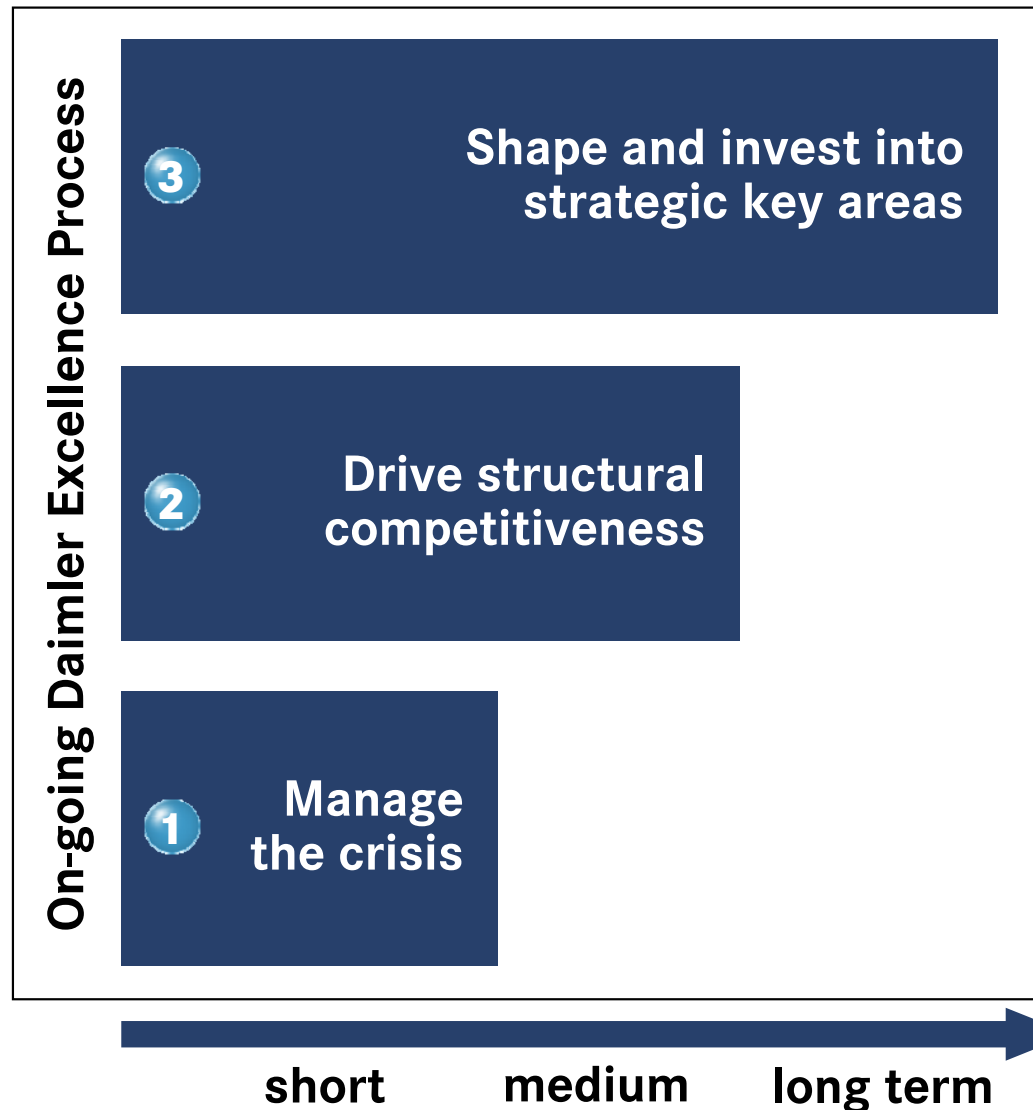 On-going Daimler Excellence Process
3
Shape and invest into
strategic key areas
2
Drive structural
competitiveness
1
Manage
the crisis
short medium long term